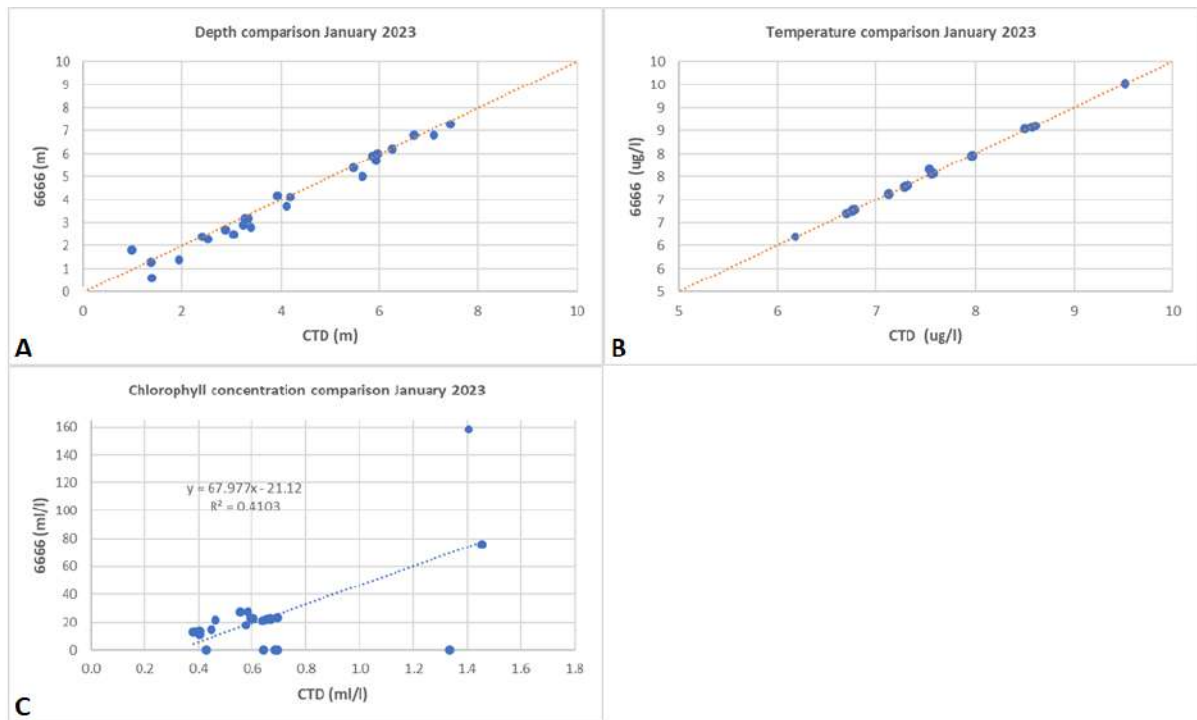 Depth comparison January 2023
10
9
8
7
6
5
4
3
2
1
0
6666 (m)
0 2 4 6 8 10
CTD (m)
A
Temperature comparison January 2023
10
9
9
8
8
7
7
6
6
5
6666 (ug/l)
5 6 7 8 9 10
CTD (ug/l)
B
Chlorophyll concentration comparison January 2023
160
140
120
100
80
60
40
20
0
6666 (ml/l)
y = 67.977x - 21.12
R² = 0.4103
0.0 0.2 0.4 0.6 0.8 1.0 1.2 1.4 1.6 1.8
CTD (ml/l)
C